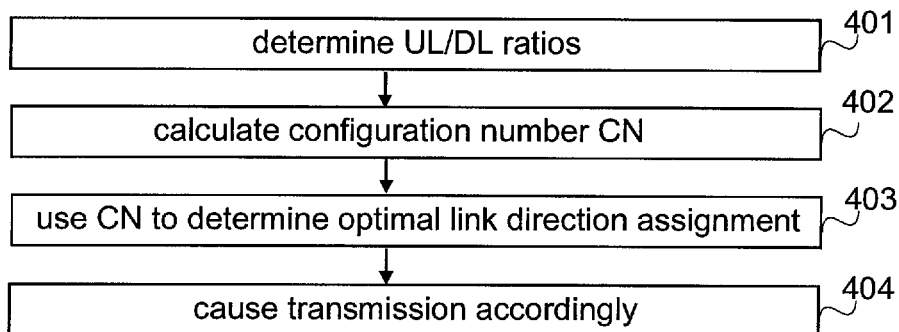 401
determine UL/DL ratios
402
calculate configuration number CN
403
use CN to determine optimal link direction assignment
404
cause transmission accordingly